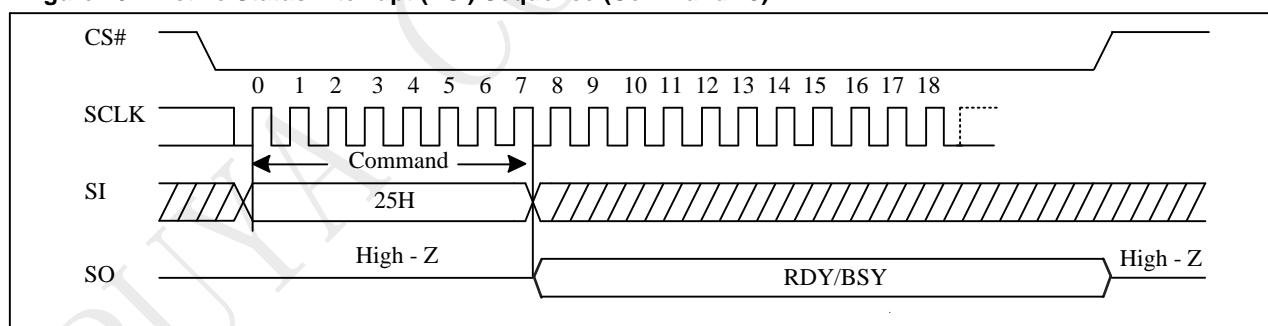 CS#
0 1 2 3 4 5 6 7 8 9 10 11 12 13 14 15 16 17 18
SCLK
Command
SI
25H
High - Z
High - Z
SO
RDY/BSY